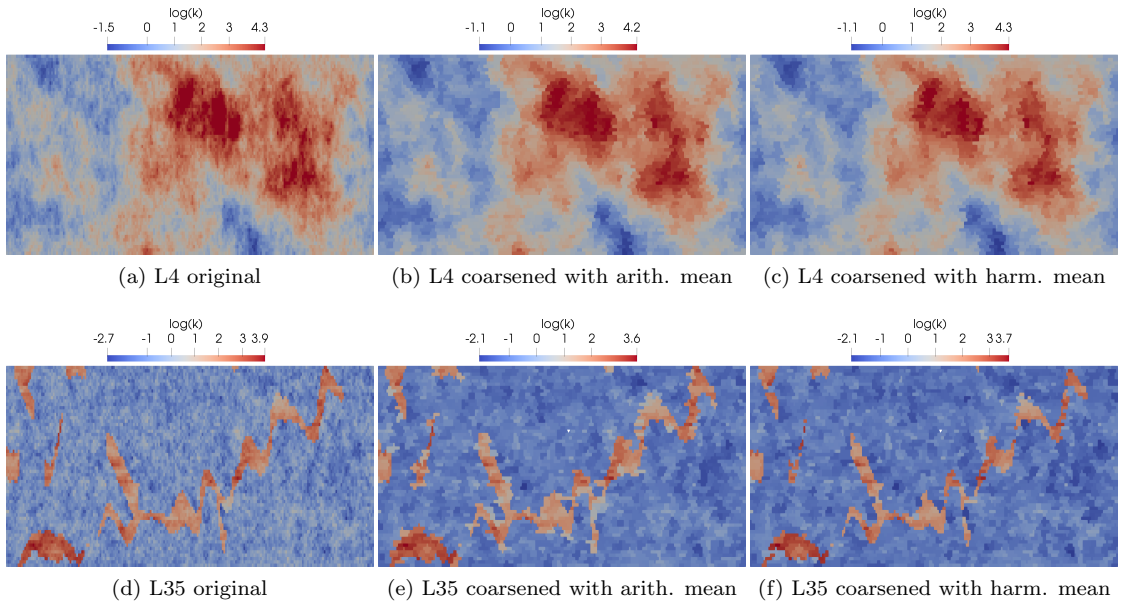 log(k) log(k) log(k)
-1.5 0 1 2 3 4.3 -1.1 0 1 2 3 4.2 -1.1 0 1 2 3 4.3
(a) L4 original (b) L4 coarsened with arith. mean (c) L4 coarsened with harm. mean
log(k) log(k) log(k)
-2.7 -1 0 1 2 3 3.9 -2.1 -1 0 1 2 3.6 -2.1 -1 0 1 2 3 3.7
(d) L35 original (e) L35 coarsened with arith. mean (f) L35 coarsened with harm. mean